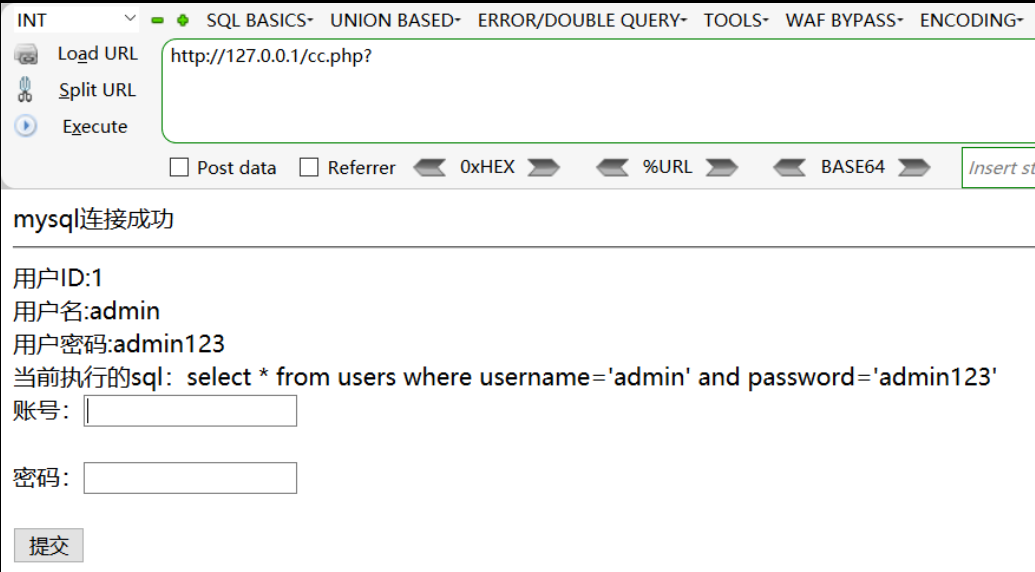 INT SQL BASICS UNION BASED ERROR/DOUBLE QUERY TOOLS WAF BYPASS ENCODING
Load URL http://127.0.0.1/cc.php?
Split URL
Execute
Post data Referrer 0xHEX %URL BASE64 Insert st
mysql连接成功
用户ID:1
用户名:admin
用户密码:admin123
当前执行的sql：select * from users where username='admin' and password='admin123'
账号：
密码：
提交